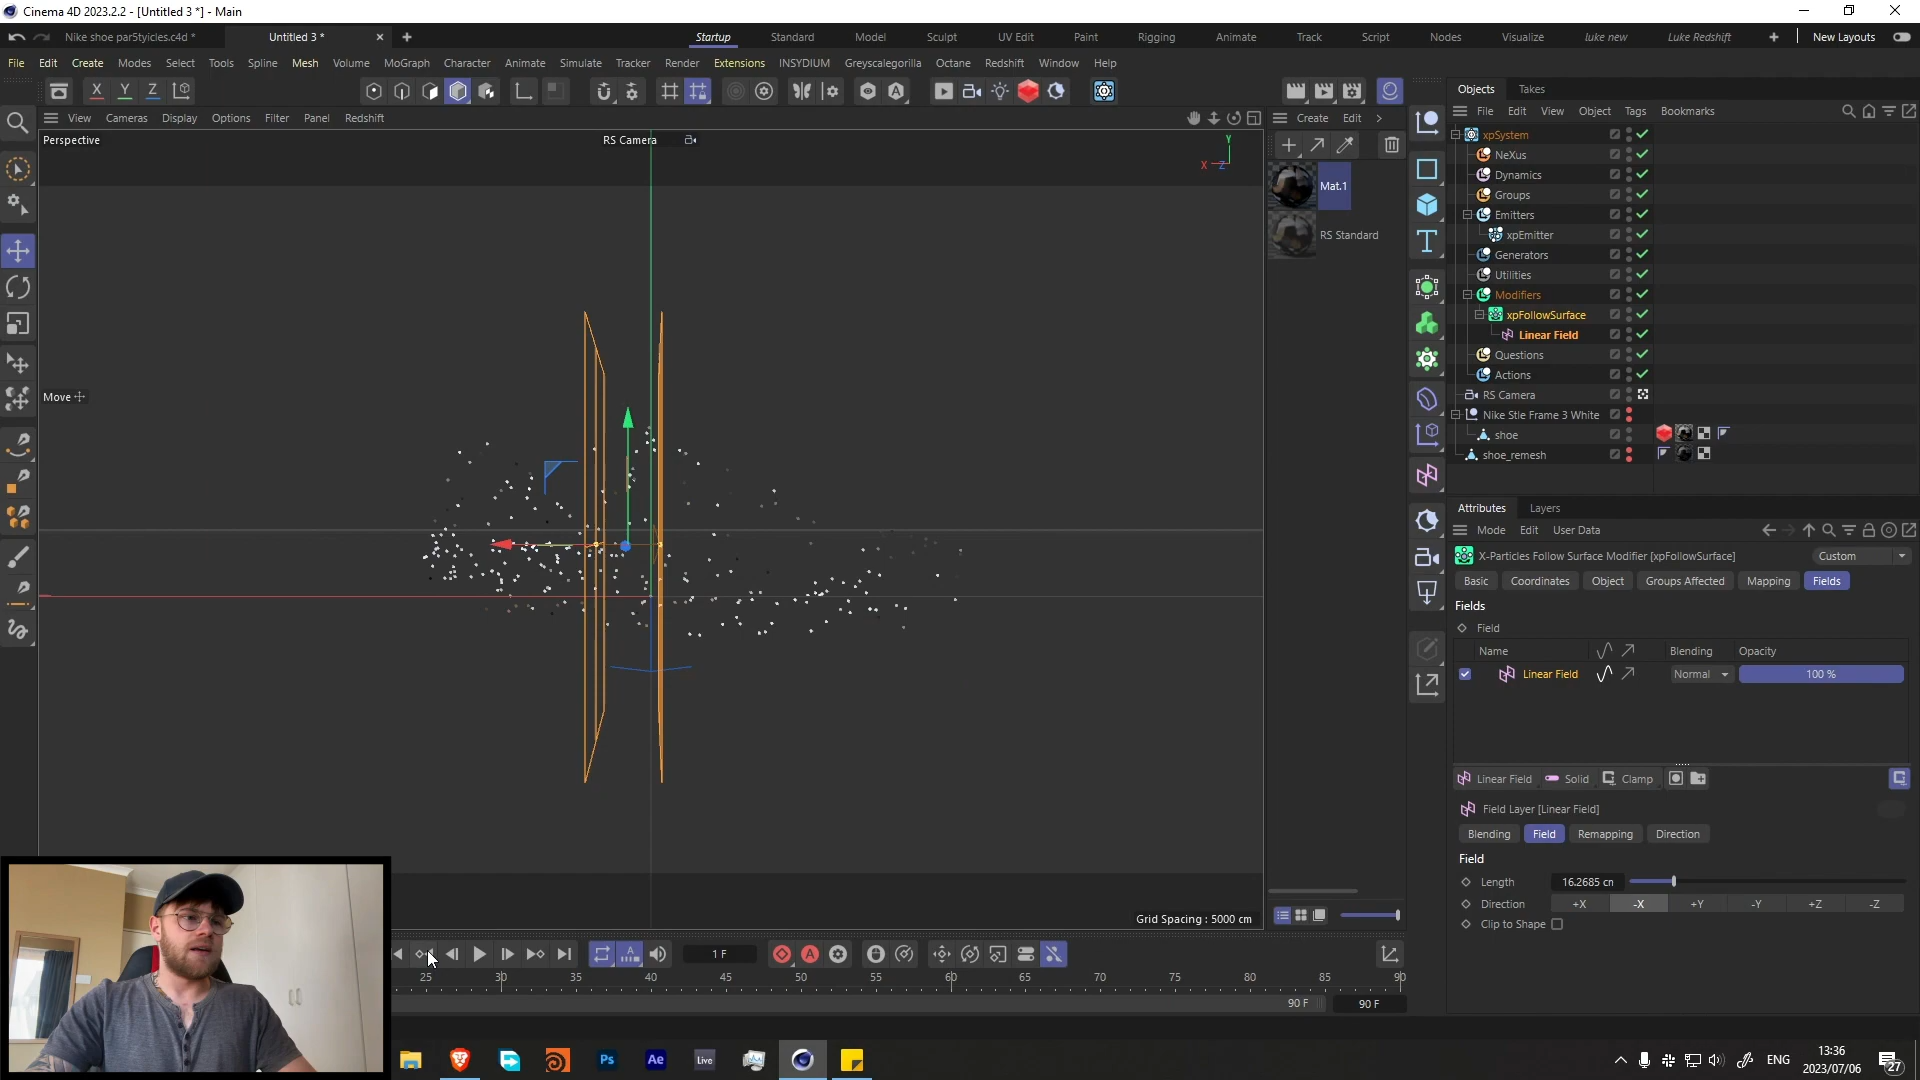 Cinema 4D 2023.2.2 - [Untitled 3 *] - Main
Nike shoe par5tyicles.c4d *
Untitled 3 *
Startup
Standard
Model
Sculpt
UV Edit
Paint
Rigging
Animate
Track
Script
Nodes
Visualize
luke new
Luke Redshift
New Layouts
File
Edit
Create
Modes
Select
Tools
Spline
Mesh
Volume
MoGraph
Character
Animate
Simulate
Tracker
Render
Extensions
INSYDIUM
Greyscalegorilla
Octane
Redshift
Window
Help
X
Y
Z
View
Cameras
Display
Options
Filter
Panel
Redshift
Perspective
RS Camera
Y
X
Z
Move
Grid Spacing : 5000 cm
Create
Edit
Mat.1
RS Standard
Objects
Takes
File
Edit
View
Object
Tags
Bookmarks
xpSystem
NeXus
Dynamics
Groups
Emitters
xpEmitter
Generators
Utilities
Modifiers
xpFollowSurface
Linear Field
Questions
Actions
RS Camera
Nike Stle Frame 3 White
shoe
shoe_remesh
Attributes
Layers
Mode
Edit
User Data
X-Particles Follow Surface Modifier [xpFollowSurface]
Custom
Basic
Coordinates
Object
Groups Affected
Mapping
Fields
Fields
Field
Name
Blending
Opacity
Linear Field
Normal
100 %
Linear Field
Solid
Clamp
Field Layer [Linear Field]
Blending
Field
Remapping
Direction
Field
Length
16.2685 cm
Direction
+X
-X
+Y
-Y
+Z
-Z
Clip to Shape
1 F
25
30
35
40
45
50
55
60
65
70
75
80
85
90
90 F
90 F
Ps
Ae
Live
ENG
13:36
2023/07/06
27